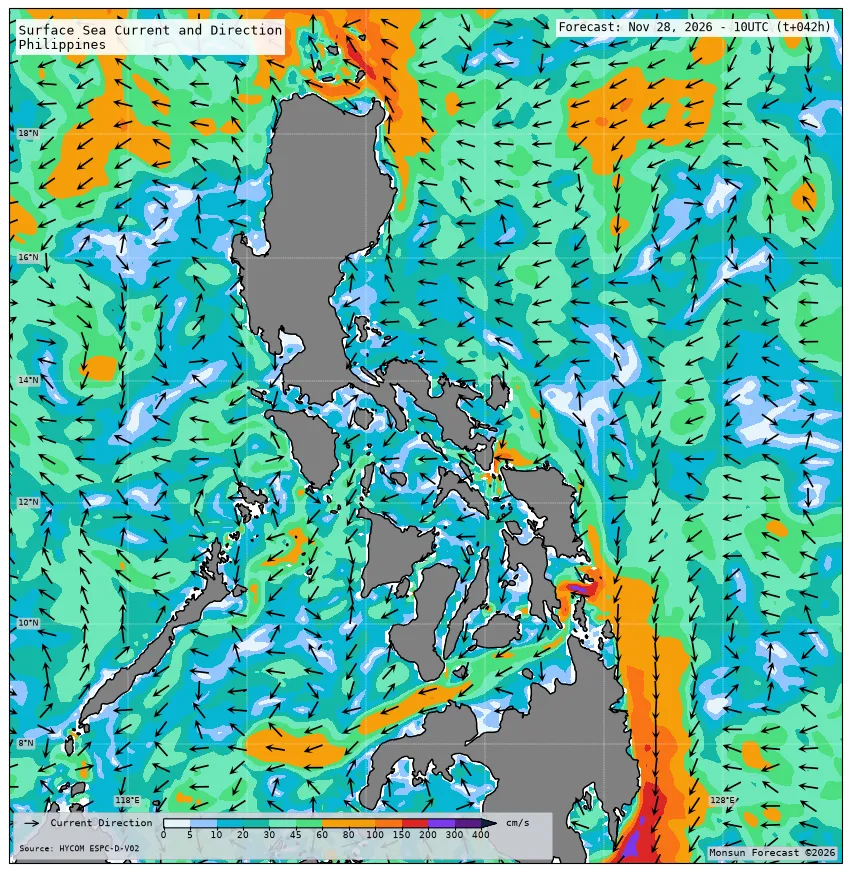 Surface Sea Current and Direction
Philippines
Forecast: Nov 28, 2026 - 10UTC (t+042h)
18°N
16°N
14°N
12°N
10°N
8°N
118°E
128°E
Current Direction
0 5 10 20 30 45 60 80 100 150 200 300 400
cm/s
Source: HYCOM ESPC-D-V02
Monsun Forecast ©2026